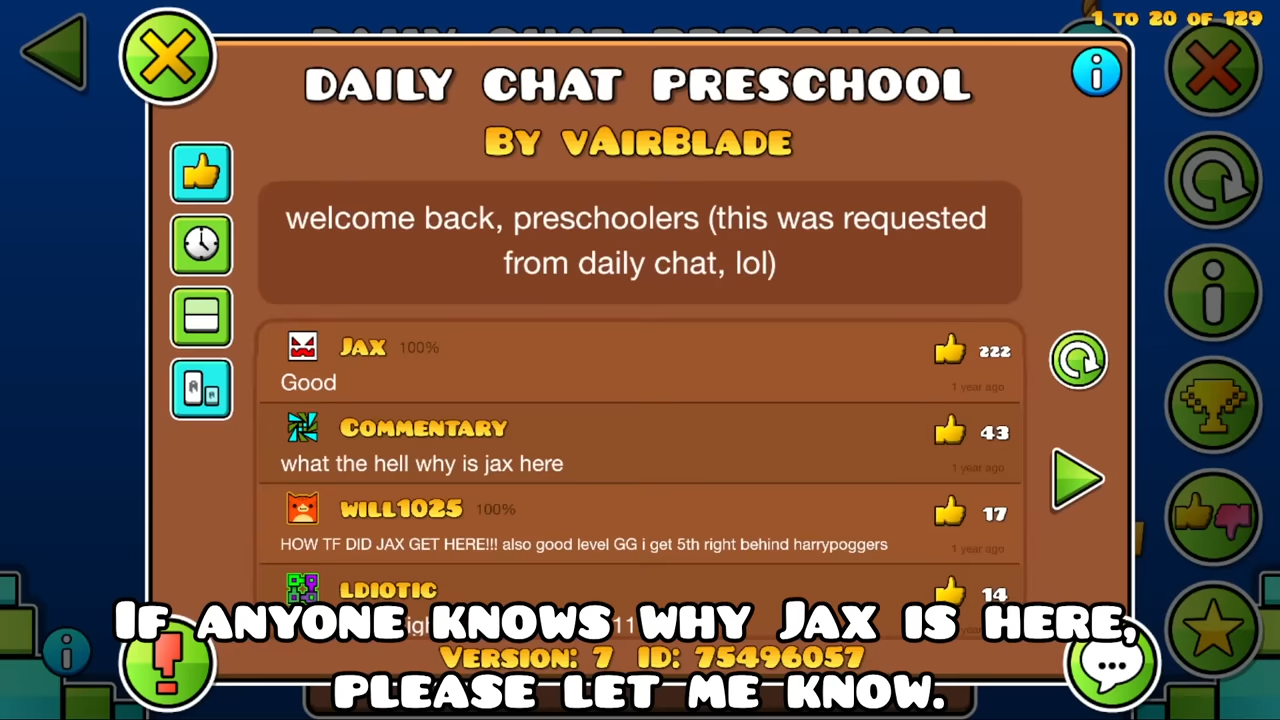 1 TO 20 OF 129
DAILY CHAT PRESCHOOL
BY VAIRBLADE
welcome back, preschoolers (this was requested
from daily chat, lol)
JAX 100% 222
Good 1 year ago
COMMENTARY 43
what the hell why is jax here 1 year ago
WILL1025 100% 17
HOW TF DID JAX GET HERE!!! also good level GG i get 5th right behind harrypoggers 1 year ago
LDIOTIC 14
IF ANYONE KNOWS WHY JAX IS HERE,
VERSION: 7 ID: 75496057
PLEASE LET ME KNOW.